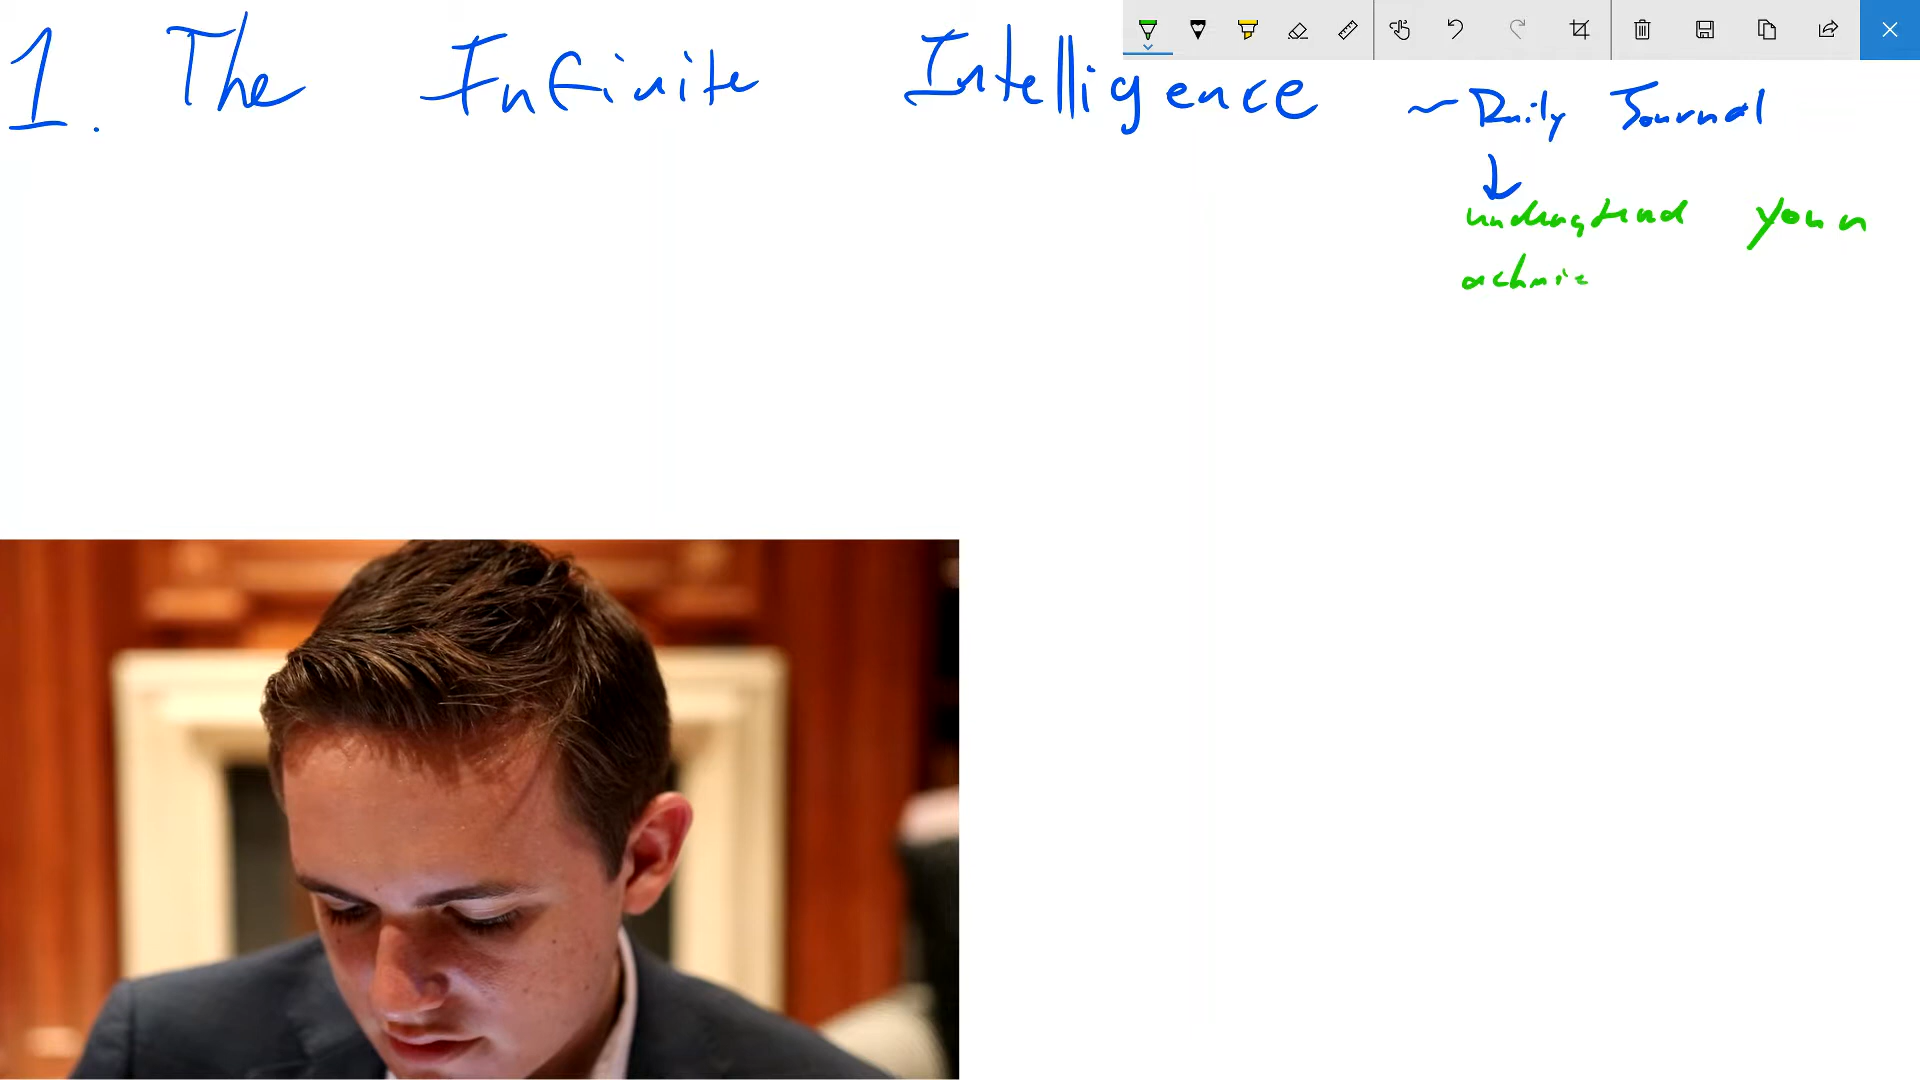 1. The Infinite Intelligence ~ Daily Journal
understand your